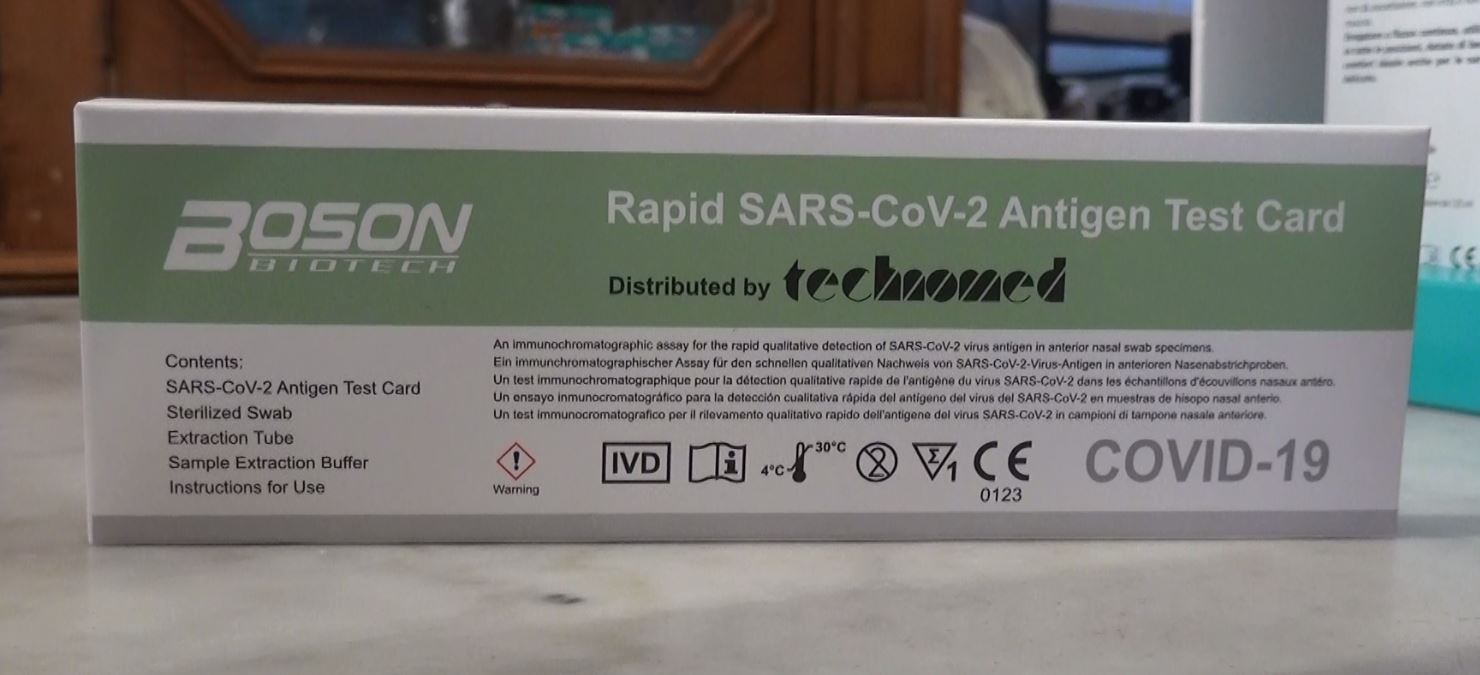 BOSON
BIOTECH
Rapid SARS-CoV-2 Antigen Test Card
Distributed by technomed
Contents:
SARS-CoV-2 Antigen Test Card
Sterilized Swab
Extraction Tube
Sample Extraction Buffer
Instructions for Use
An immunochromatographic assay for the rapid qualitative detection of SARS-CoV-2 virus antigen in anterior nasal swab specimens.
Ein immunchromatographischer Assay für den schnellen qualitativen Nachweis von SARS-CoV-2-Virus-Antigen in anterioren Nasenabstrichproben.
Un test immunochromatographique pour la détection qualitative rapide de l'antigène du virus SARS-CoV-2 dans les échantillons d'écouvillons nasaux antéro.
Un ensayo inmunocromatográfico para la detección cualitativa rápida del antígeno del virus del SARS-CoV-2 en muestras de hisopo nasal anterio.
Un test immunocromatografico per il rilevamento qualitativo rapido dell'antigene del virus SARS-CoV-2 in campioni di tampone nasale anteriore.
Warning
IVD
4°C 30°C
2
Σ 1
CE
0123
COVID-19
CE